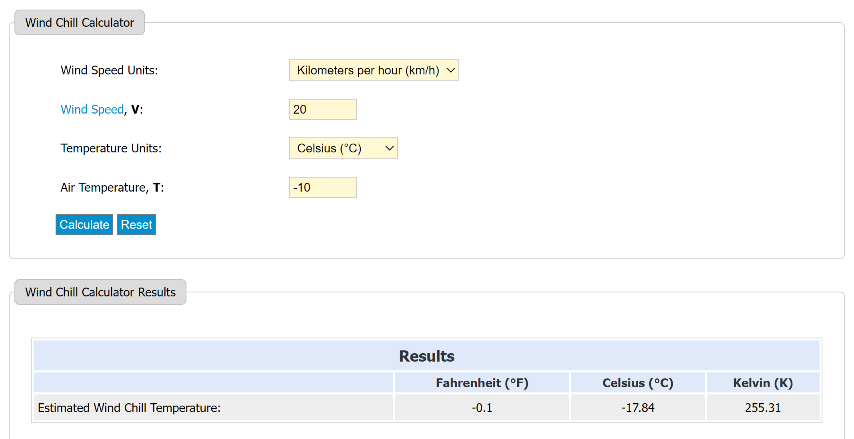 Wind Chill Calculator
Wind Speed Units: Kilometers per hour (km/h)
Wind Speed, V: 20
Temperature Units: Celsius (°C)
Air Temperature, T: -10
Calculate Reset
Wind Chill Calculator Results
Results
Fahrenheit (ºF) Celsius (ºC) Kelvin (K)
Estimated Wind Chill Temperature: -0.1 -17.84 255.31